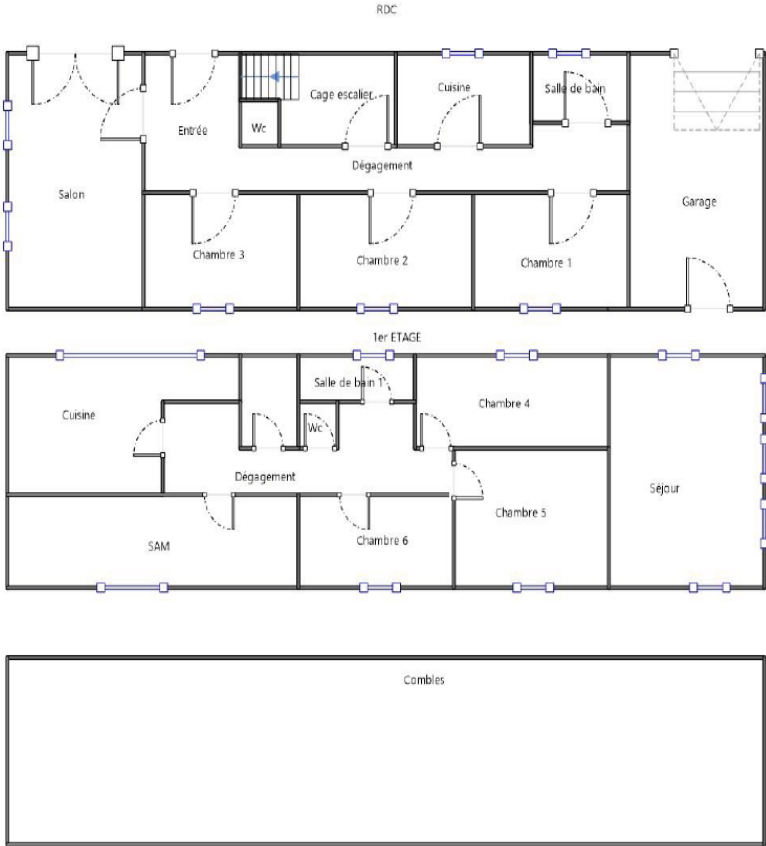 RDC
Cage escalier
Cuisine
Salle de bain
Entrée
Wc
Dégagement
Salon
Garage
Chambre 3
Chambre 2
Chambre 1
1er ETAGE
Salle de bain 1
Cuisine
Chambre 4
Wc
Dégagement
Séjour
Chambre 5
SAM
Chambre 6
Combles